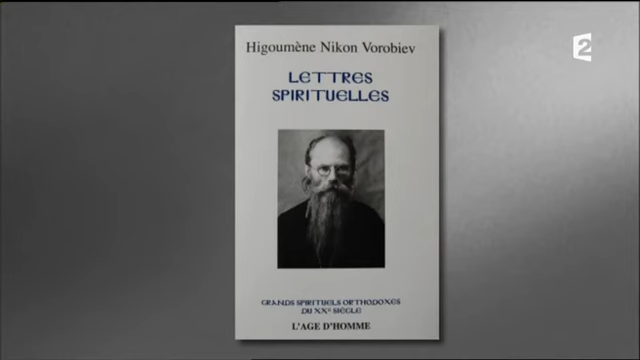 Higoumène Nikon Vorobiev
2
LETTRES
SPIRITUELLES
GRANDS SPIRITUELS ORTHODOXES
DU XXe SIÈCLE
L'AGE D'HOMME